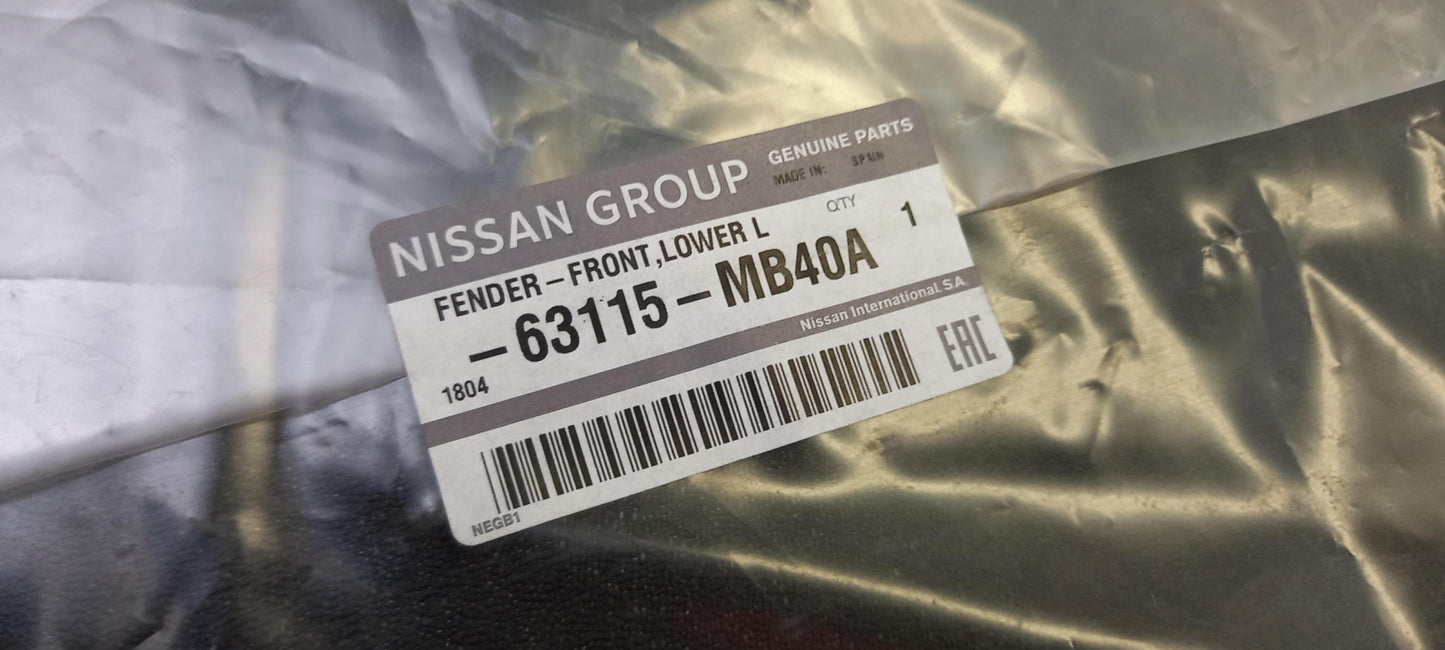 NISSAN GROUP
GENUINE PARTS
MADE IN: SPAIN
FENDER-FRONT,LOWER L
QTY 1
-63115-MB40A
1804
Nissan International. S.A.
EAC
NEGB1